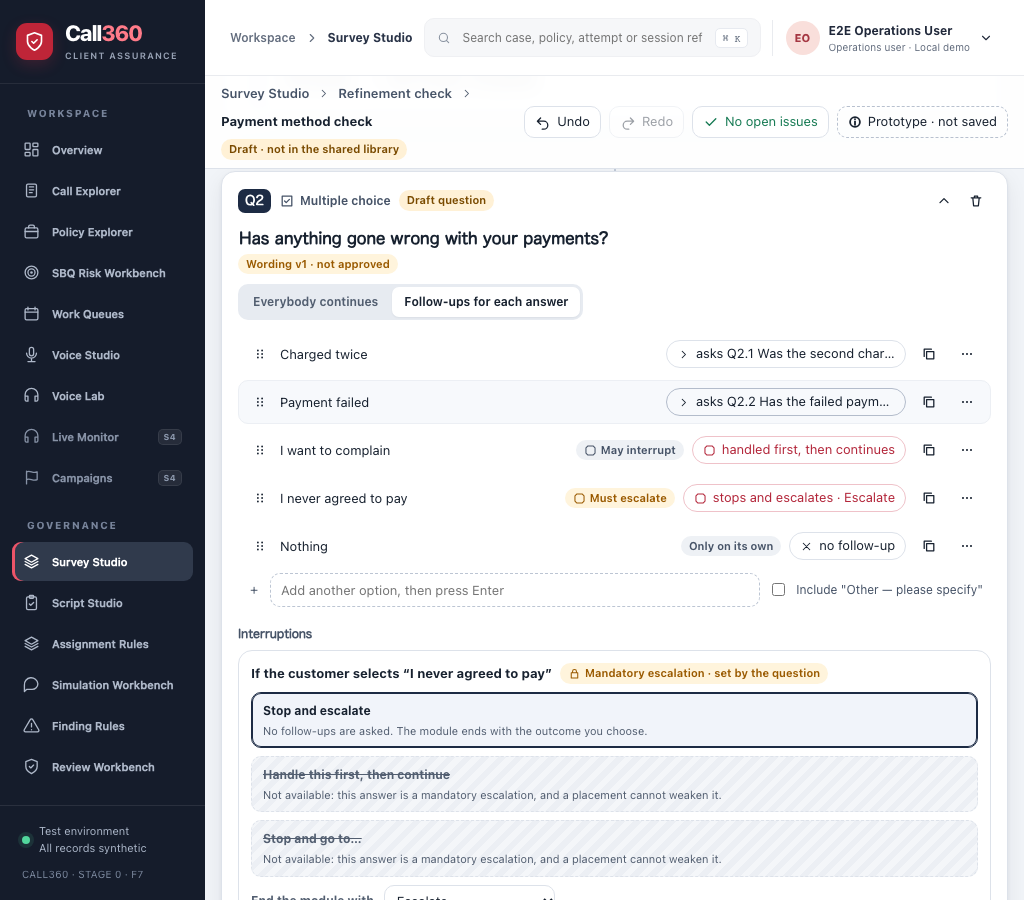 Call360
CLIENT ASSURANCE
WORKSPACE
Overview
Call Explorer
Policy Explorer
SBQ Risk Workbench
Work Queues
Voice Studio
Voice Lab
Live Monitor S4
Campaigns S4
GOVERNANCE
Survey Studio
Script Studio
Assignment Rules
Simulation Workbench
Finding Rules
Review Workbench
Test environment
All records synthetic
CALL360 · STAGE 0 · F7
Workspace > Survey Studio
Search case, policy, attempt or session ref ⌘ K
EO
E2E Operations User
Operations user · Local demo
Survey Studio > Refinement check >
Payment method check
Draft · not in the shared library
Undo
Redo
No open issues
Prototype · not saved
Q2 Multiple choice Draft question
Has anything gone wrong with your payments?
Wording v1 · not approved
Everybody continues Follow-ups for each answer
Charged twice > asks Q2.1 Was the second char...
Payment failed > asks Q2.2 Has the failed paym...
I want to complain May interrupt handled first, then continues
I never agreed to pay Must escalate stops and escalates · Escalate
Nothing Only on its own × no follow-up
+ Add another option, then press Enter Include "Other — please specify"
Interruptions
If the customer selects “I never agreed to pay” Mandatory escalation · set by the question
Stop and escalate
No follow-ups are asked. The module ends with the outcome you choose.
Handle this first, then continue
Not available: this answer is a mandatory escalation, and a placement cannot weaken it.
Stop and go to...
Not available: this answer is a mandatory escalation, and a placement cannot weaken it.
End the module with Escalate